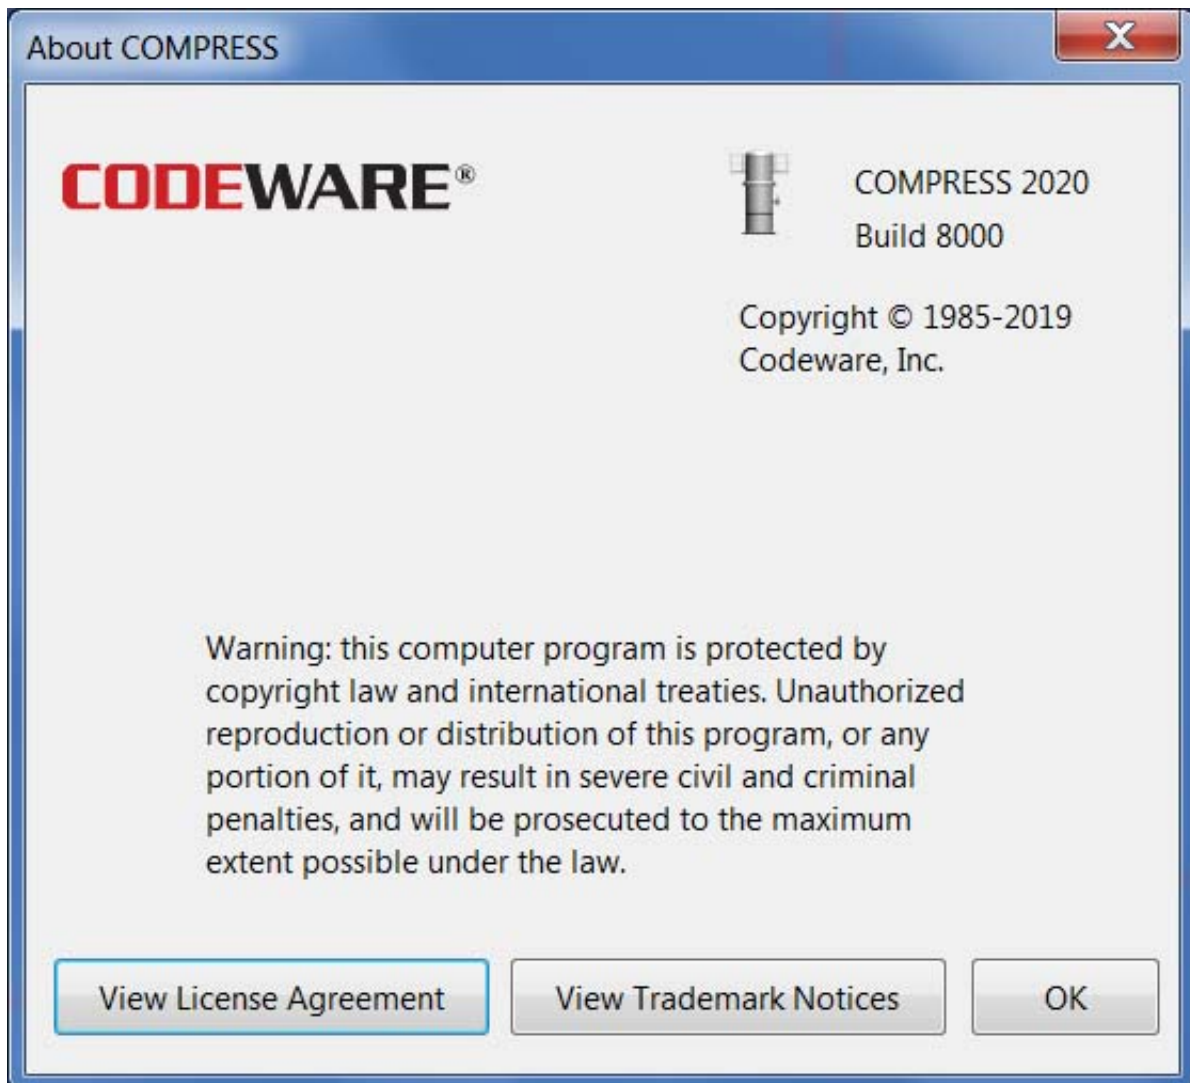 About COMPRESS
X
CODEWARE®
COMPRESS 2020
Build 8000
Copyright © 1985-2019
Codeware, Inc.
Warning: this computer program is protected by
copyright law and international treaties. Unauthorized
reproduction or distribution of this program, or any
portion of it, may result in severe civil and criminal
penalties, and will be prosecuted to the maximum
extent possible under the law.
View License Agreement
View Trademark Notices
OK